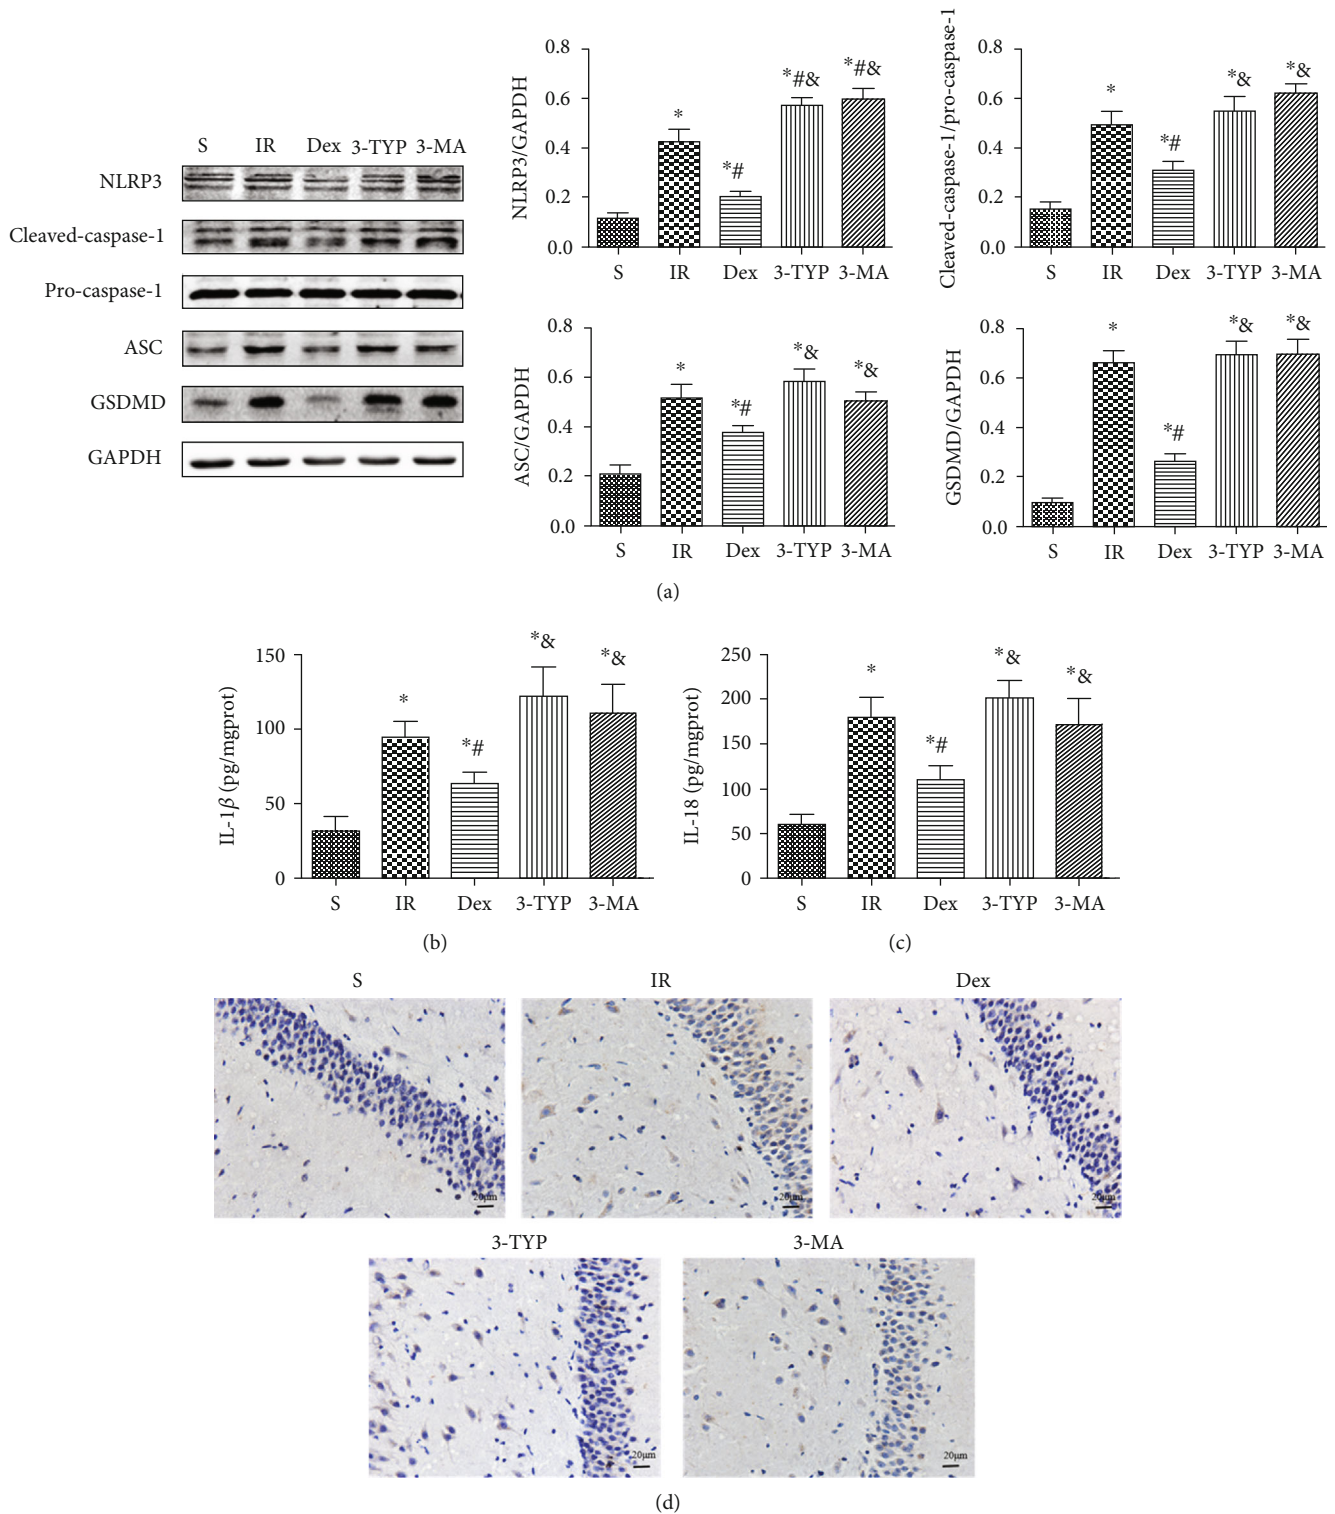 S IR Dex 3-TYP 3-MA
NLRP3
Cleaved-caspase-1
Pro-caspase-1
ASC
GSDMD
GAPDH
NLRP3/GAPDH
0.8
0.6
0.4
0.2
0.0
* *# *#& *#&
S IR Dex 3-TYP 3-MA
Cleaved-caspase-1/pro-caspase-1
0.8
0.6
0.4
0.2
0.0
* *# *& *&
S IR Dex 3-TYP 3-MA
ASC/GAPDH
0.8
0.6
0.4
0.2
0.0
* *# *& *&
S IR Dex 3-TYP 3-MA
GSDMD/GAPDH
0.8
0.6
0.4
0.2
0.0
* *# *& *&
S IR Dex 3-TYP 3-MA
(a)
IL-1β (pg/mgprot)
150
100
50
0
* *# *& *&
S IR Dex 3-TYP 3-MA
(b)
IL-18 (pg/mgprot)
250
200
150
100
50
0
* *# *& *&
S IR Dex 3-TYP 3-MA
(c)
S IR Dex
20μm 20μm 20μm
3-TYP 3-MA
20μm 20μm
(d)